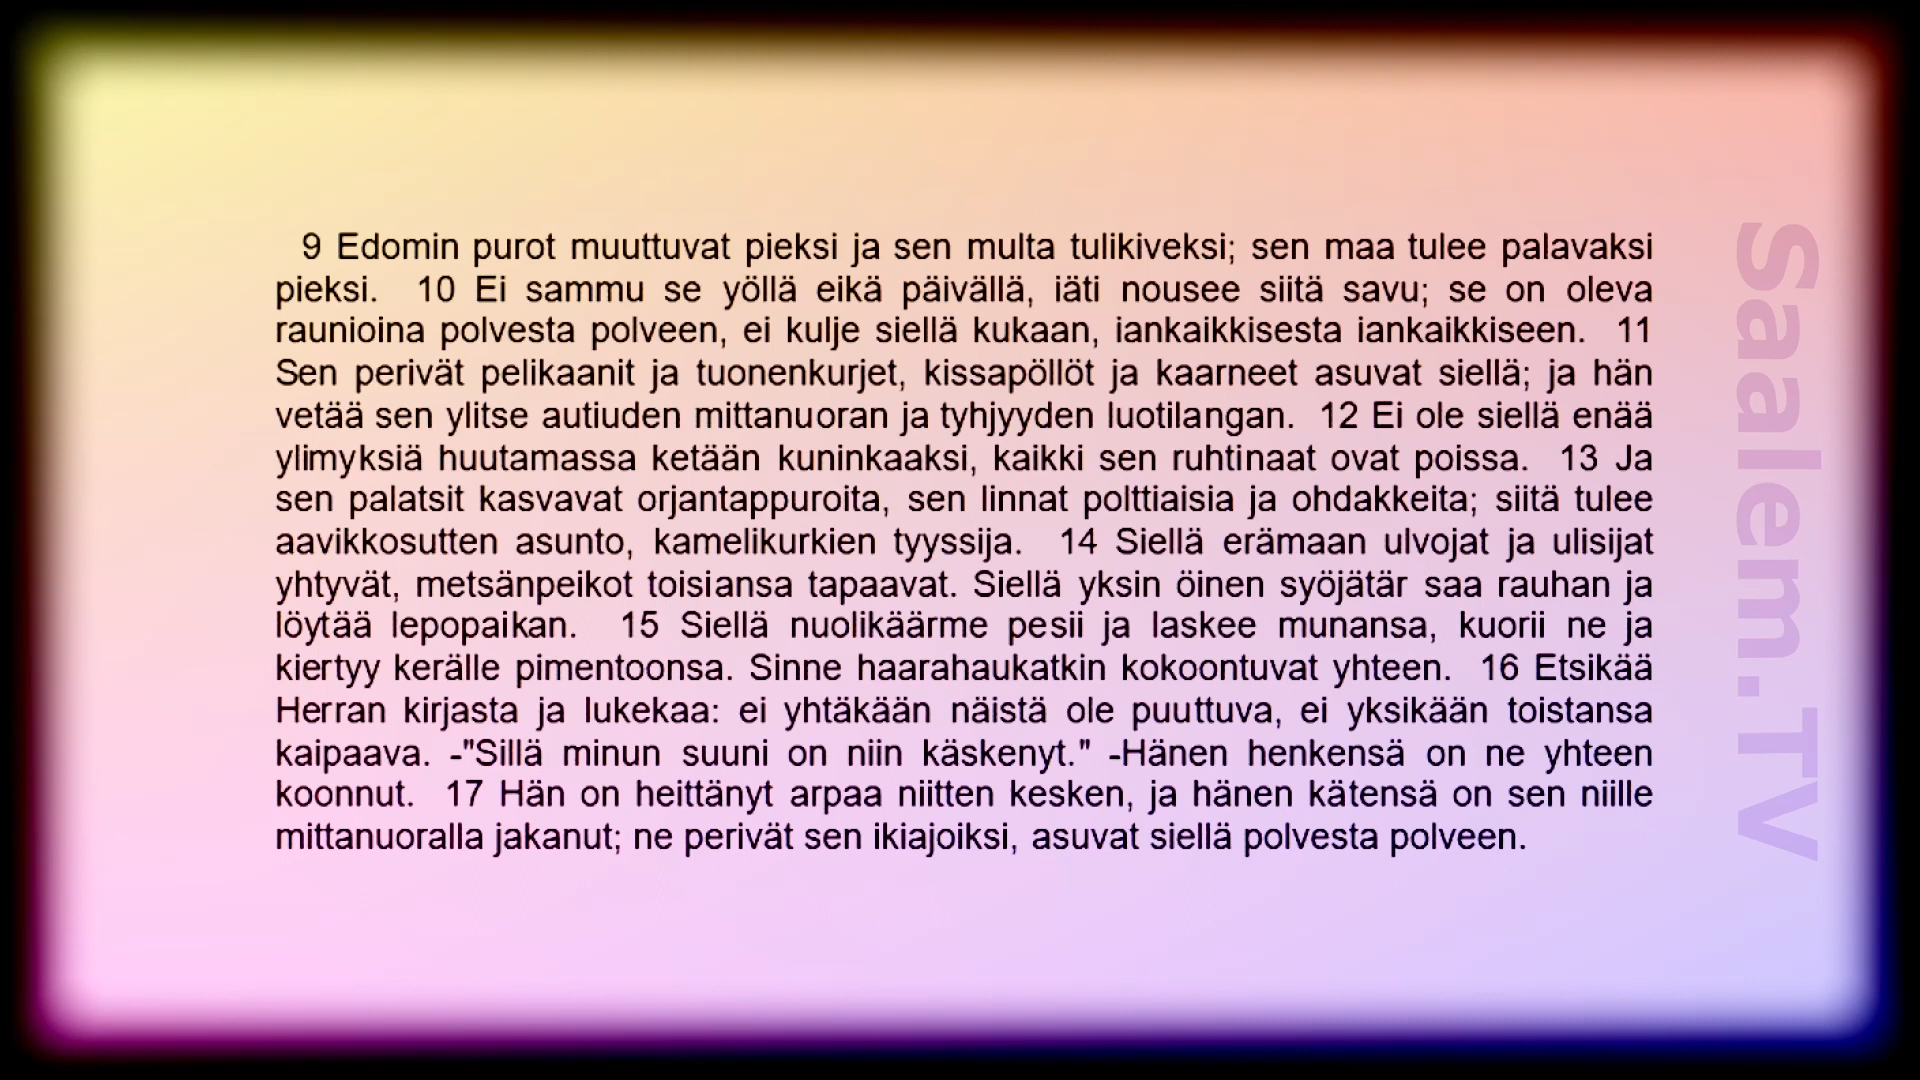 9 Edomin purot muuttuvat pieksi ja sen multa tulikiveksi; sen maa tulee palavaksi
pieksi. 10 Ei sammu se yöllä eikä päivällä, iäti nousee siitä savu; se on oleva
raunioina polvesta polveen, ei kulje siellä kukaan, iankaikkisesta iankaikkiseen. 11
Sen perivät pelikaanit ja tuonenkurjet, kissapöllöt ja kaarneet asuvat siellä; ja hän
vetää sen ylitse autiuden mittanuoran ja tyhjyyden luotilangan. 12 Ei ole siellä enää
ylimyksiä huutamassa ketään kuninkaaksi, kaikki sen ruhtinaat ovat poissa. 13 Ja
sen palatsit kasvavat orjantappuroita, sen linnat polttiaisia ja ohdakkeita; siitä tulee
aavikkosutten asunto, kamelikurkien tyyssija. 14 Siellä erämaan ulvojat ja ulisijat
yhtyvät, metsänpeikot toisiansa tapaavat. Siellä yksin öinen syöjätär saa rauhan ja
löytää lepopaikan. 15 Siellä nuolikäärme pesii ja laskee munansa, kuorii ne ja
kiertyy kerälle pimentoonsa. Sinne haarahaukatkin kokoontuvat yhteen. 16 Etsikää
Herran kirjasta ja lukekaa: ei yhtäkään näistä ole puuttuva, ei yksikään toistansa
kaipaava. -"Sillä minun suuni on niin käskenyt." -Hänen henkensä on ne yhteen
koonnut. 17 Hän on heittänyt arpaa niitten kesken, ja hänen kätensä on sen niille
mittanuoralla jakanut; ne perivät sen ikiajoiksi, asuvat siellä polvesta polveen.
Saalem.TV